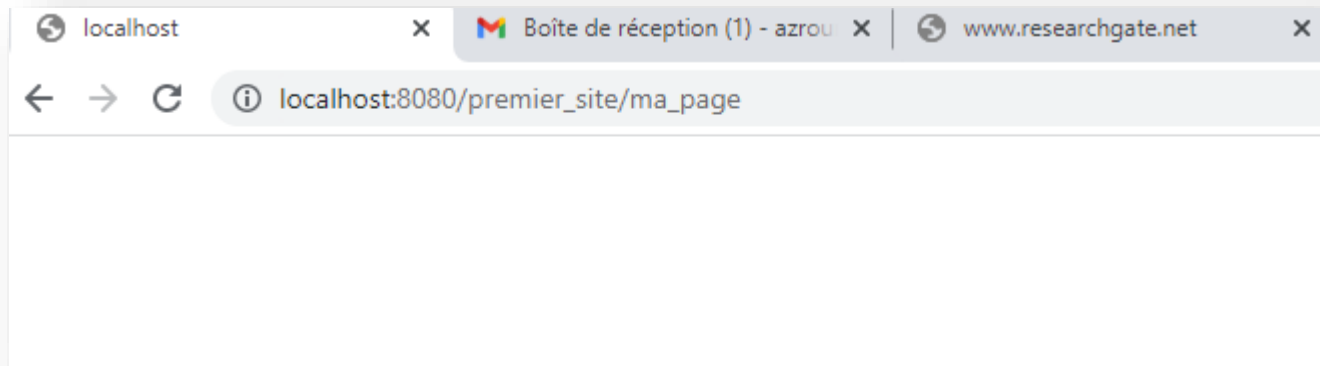 localhost Boîte de réception (1) - azrou www.researchgate.net
localhost:8080/premier_site/ma_page